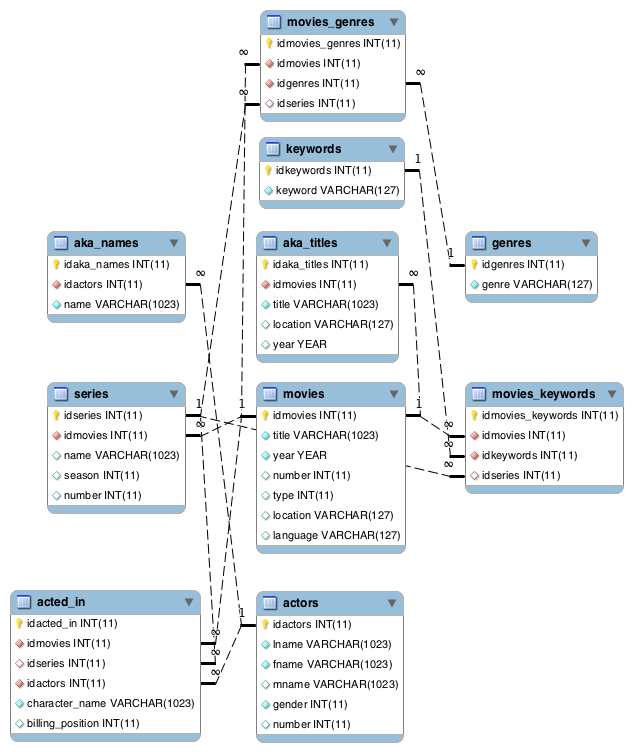 movies_genres
idmovies_genres INT(11)
idmovies INT(11)
idgenres INT(11)
idseries INT(11)
∞
∞
∞
keywords
idkeywords INT(11)
keyword VARCHAR(127)
1
aka_names
idaka_names INT(11)
idactors INT(11)
name VARCHAR(1023)
∞
aka_titles
idaka_titles INT(11)
idmovies INT(11)
title VARCHAR(1023)
location VARCHAR(127)
year YEAR
∞
genres
idgenres INT(11)
genre VARCHAR(127)
1
series
idseries INT(11)
idmovies INT(11)
name VARCHAR(1023)
season INT(11)
number INT(11)
1
∞
movies
idmovies INT(11)
title VARCHAR(1023)
year YEAR
number INT(11)
type INT(11)
location VARCHAR(127)
language VARCHAR(127)
1
1
movies_keywords
idmovies_keywords INT(11)
idmovies INT(11)
idkeywords INT(11)
idseries INT(11)
∞
∞
∞
acted_in
idacted_in INT(11)
idmovies INT(11)
idseries INT(11)
idactors INT(11)
character_name VARCHAR(1023)
billing_position INT(11)
∞
∞
∞
actors
idactors INT(11)
lname VARCHAR(1023)
fname VARCHAR(1023)
mname VARCHAR(1023)
gender INT(11)
number INT(11)
1